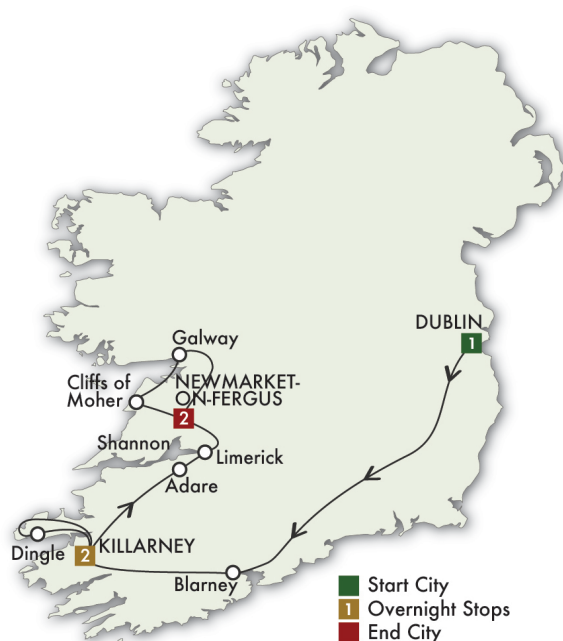 DUBLIN
1
Galway
Cliffs of
Moher
NEWMARKET-
ON-FERGUS
2
Shannon
Limerick
Adare
Dingle
2
KILLARNEY
Blarney
Start City
1 Overnight Stops
End City